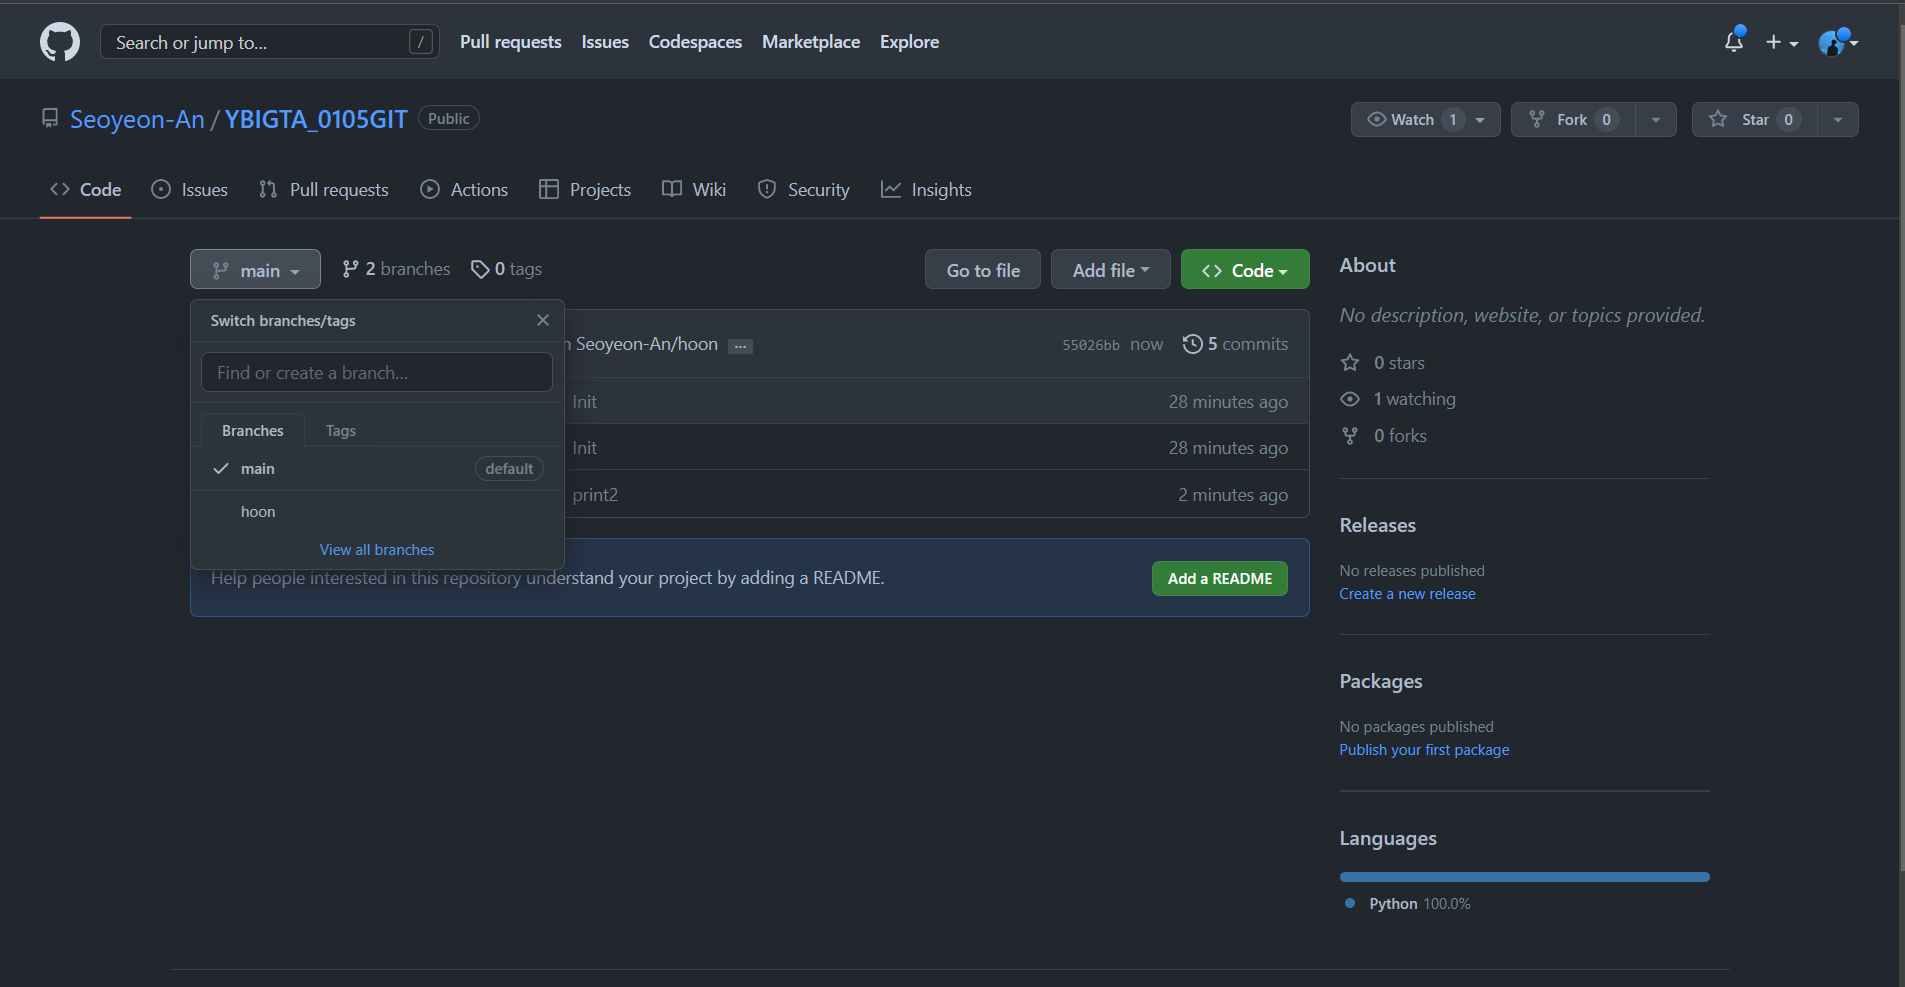 Search or jump to... /
Pull requests Issues Codespaces Marketplace Explore
Seoyeon-An / YBIGTA_0105GIT Public
Watch 1 Fork 0 Star 0
Code Issues Pull requests Actions Projects Wiki Security Insights
main 2 branches 0 tags
Go to file Add file Code
Switch branches/tags
Find or create a branch...
Branches Tags
main default
hoon
View all branches
Seoyeon-An/hoon ... 55026bb now 5 commits
Init 28 minutes ago
Init 28 minutes ago
print2 2 minutes ago
Help people interested in this repository understand your project by adding a README. Add a README
About
No description, website, or topics provided.
0 stars
1 watching
0 forks
Releases
No releases published
Create a new release
Packages
No packages published
Publish your first package
Languages
Python 100.0%